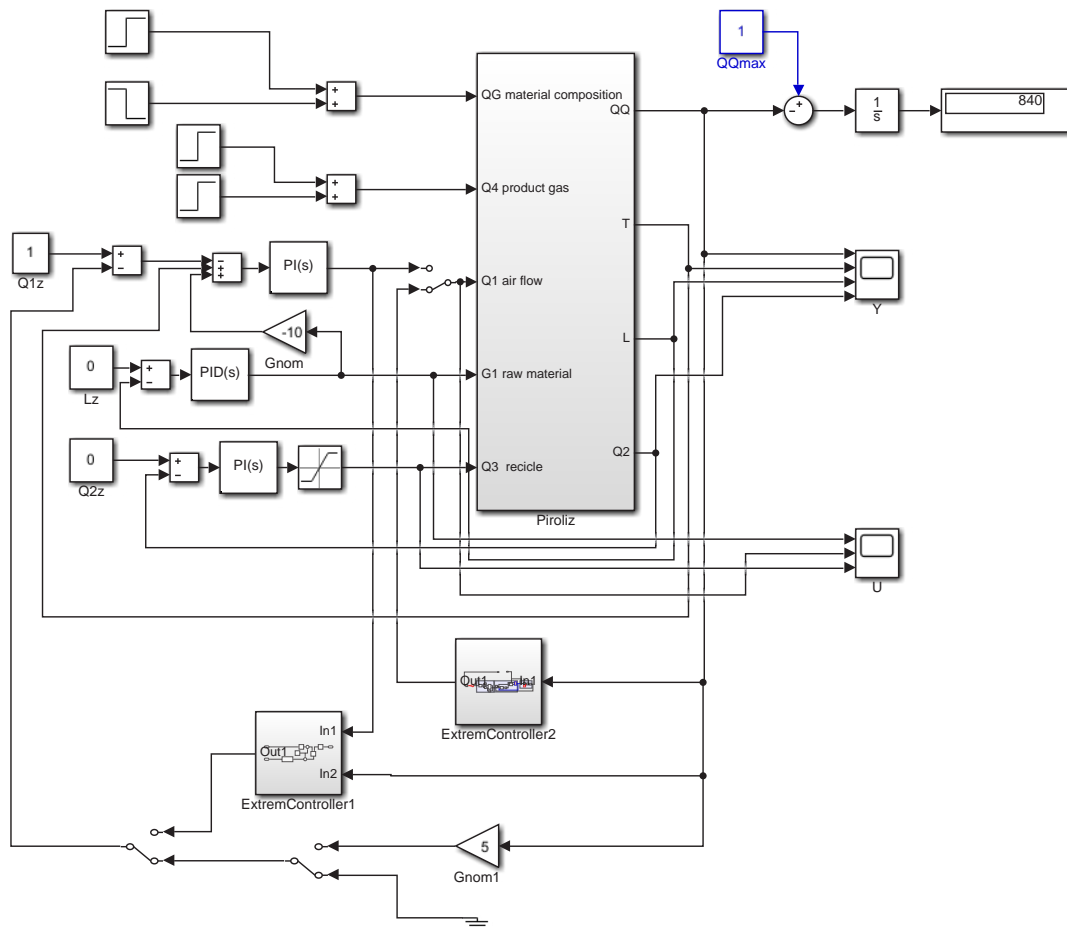 1
QQmax
QG material composition
QQ
1
s
840
Q4 product gas
T
1
Q1z
PI(s)
Q1 air flow
Y
-10
Gnom
L
0
Lz
PID(s)
G1 raw material
0
Q2z
PI(s)
Q3 recicle
Q2
Piroliz
U
Out1
In1
ExtremController2
In1
Out1
In2
ExtremController1
5
Gnom1